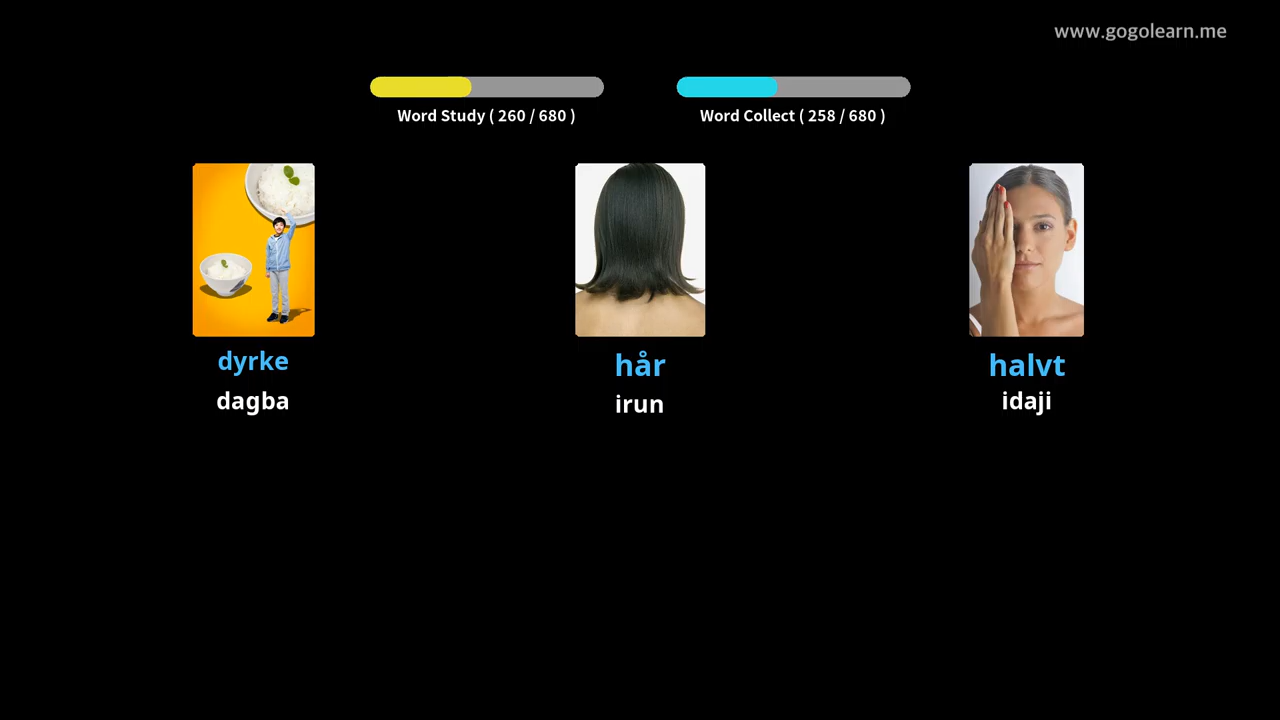 www.gogolearn.me
Word Study ( 260 / 680 )
Word Collect ( 258 / 680 )
dyrke
dagba
hår
irun
halvt
idaji